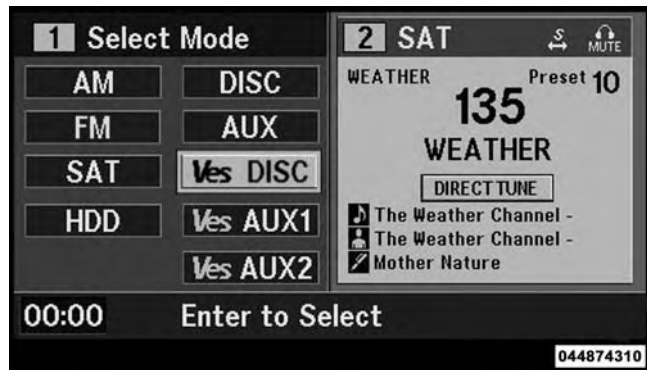 1 Select Mode
AM
FM
SAT
HDD
DISC
AUX
Ves DISC
Ves AUX1
Ves AUX2
2 SAT
S
MUTE
WEATHER
Preset 10
135
WEATHER
DIRECT TUNE
The Weather Channel -
The Weather Channel -
Mother Nature
00:00 Enter to Select
044874310